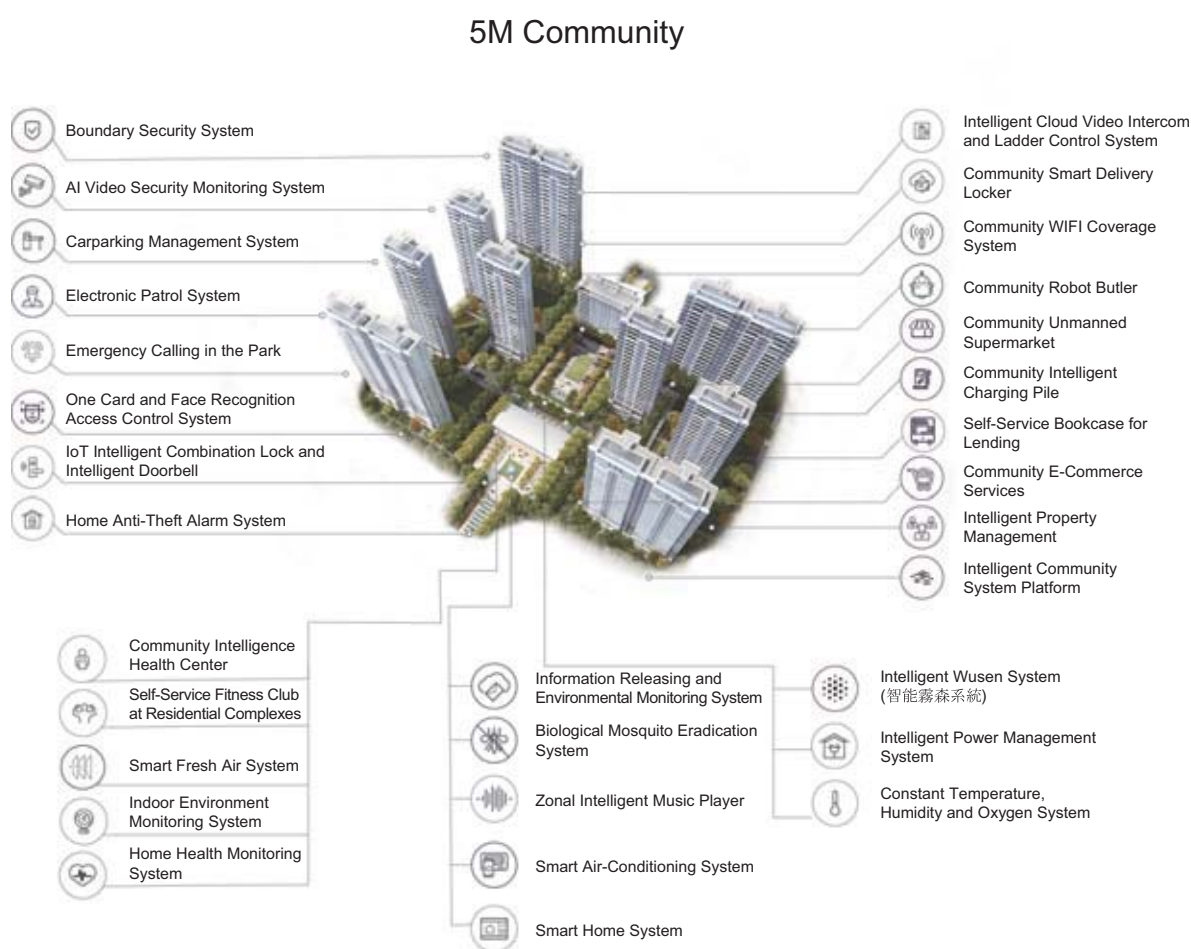 5M Community
Boundary Security System
AI Video Security Monitoring System
Carparking Management System
Electronic Patrol System
Emergency Calling in the Park
One Card and Face Recognition
Access Control System
IoT Intelligent Combination Lock and
Intelligent Doorbell
Home Anti-Theft Alarm System
Intelligent Cloud Video Intercom
and Ladder Control System
Community Smart Delivery
Locker
Community WIFI Coverage
System
Community Robot Butler
Community Unmanned
Supermarket
Community Intelligent
Charging Pile
Self-Service Bookcase for
Lending
Community E-Commerce
Services
Intelligent Property
Management
Intelligent Community
System Platform
Community Intelligence
Health Center
Self-Service Fitness Club
at Residential Complexes
Smart Fresh Air System
Indoor Environment
Monitoring System
Home Health Monitoring
System
Information Releasing and
Environmental Monitoring System
Biological Mosquito Eradication
System
Zonal Intelligent Music Player
Smart Air-Conditioning System
Smart Home System
Intelligent Wusen System
(智能霧森系統)
Intelligent Power Management
System
Constant Temperature,
Humidity and Oxygen System